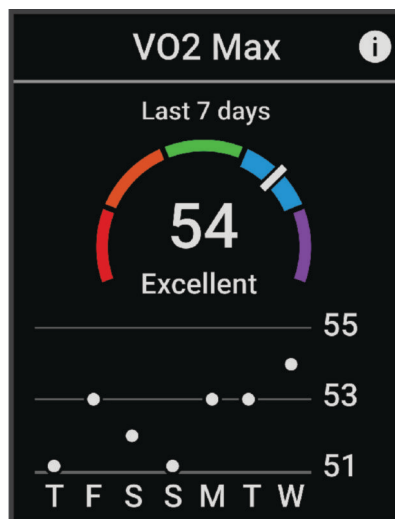 VO2 Max i
Last 7 days
54
Excellent
55
53
51
T F S S M T W